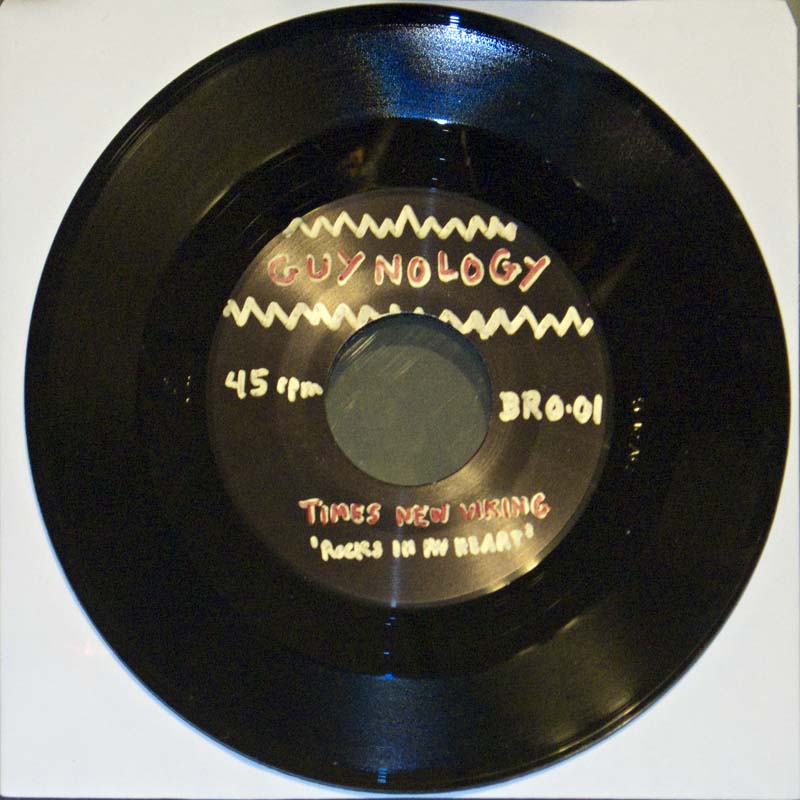 GUYNOLOGY
45 rpm
BRO-01
TIMES NEW VIKING
'ROCKS IN MY HEART'